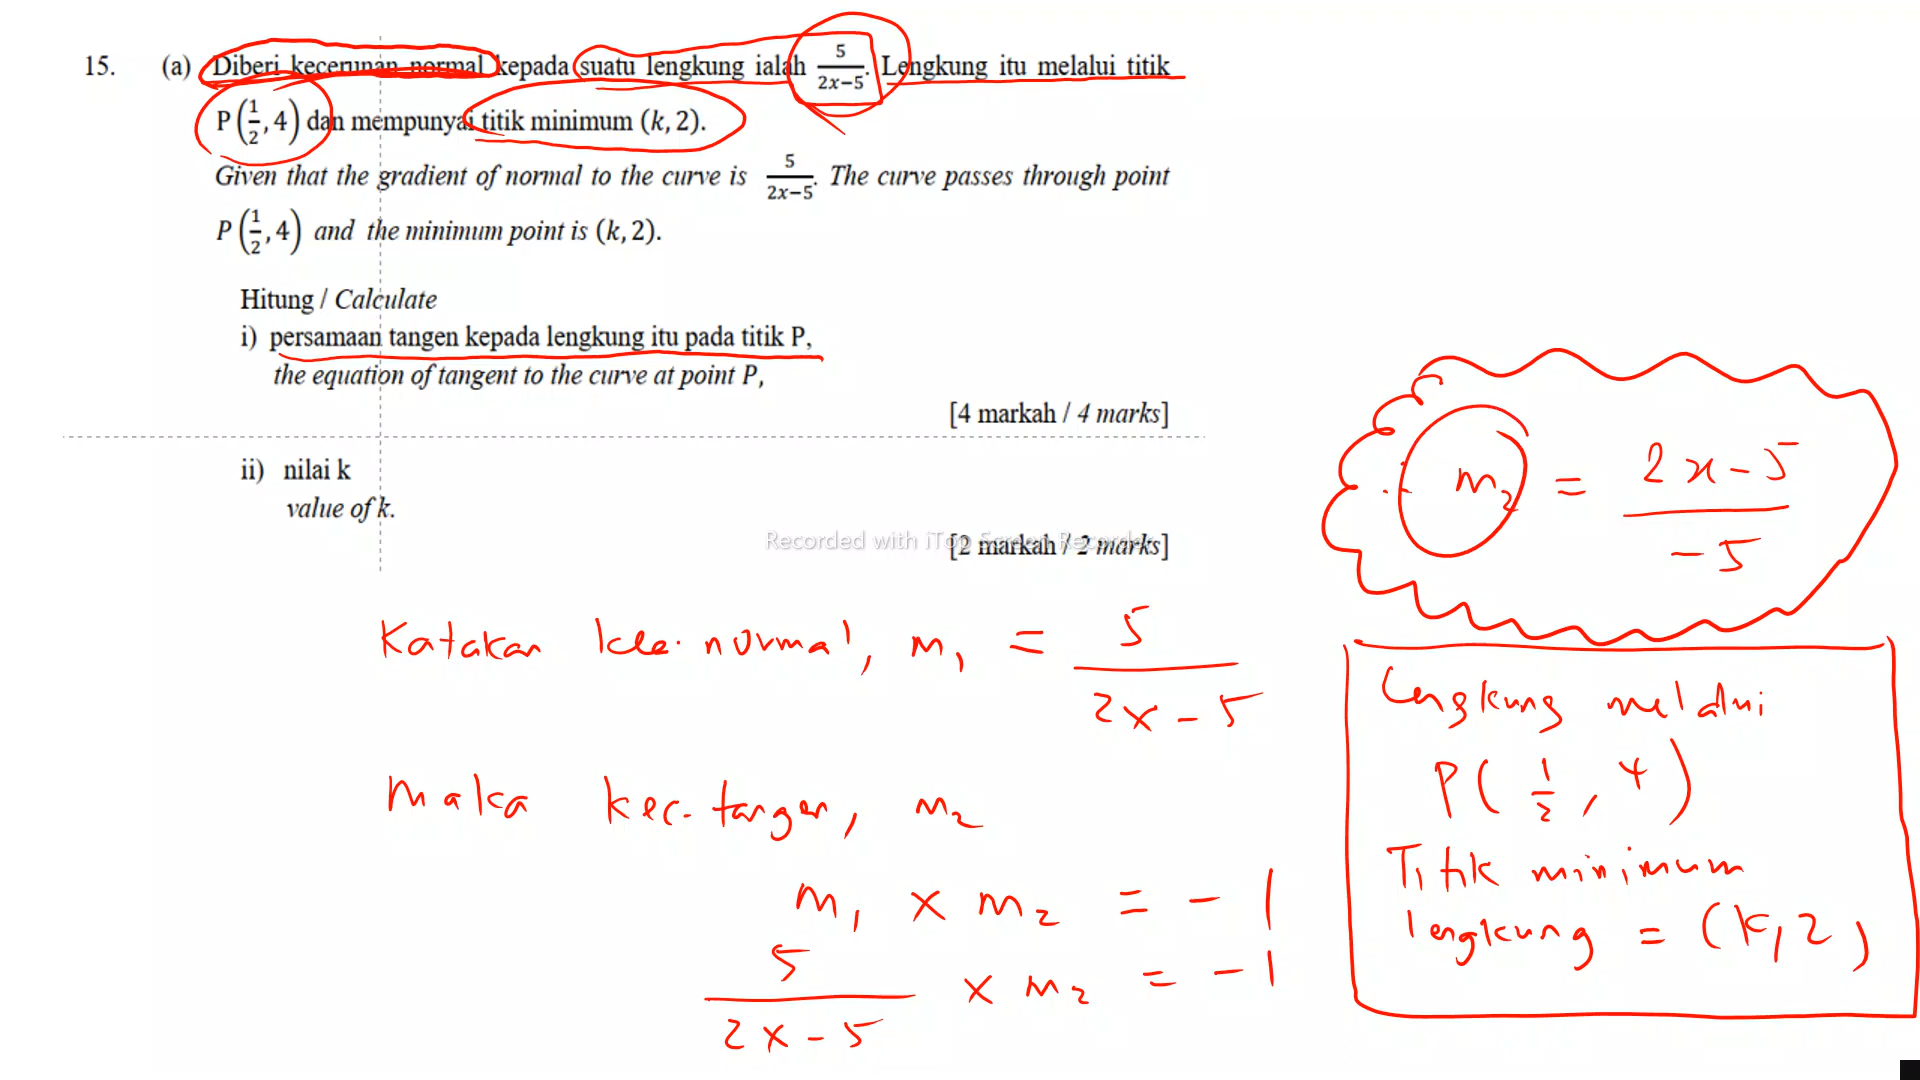 15. (a) Diberi kecerunan normal kepada suatu lengkung ialah 5/(2x−5). Lengkung itu melalui titik
P(1/2, 4) dan mempunyai titik minimum (k, 2).
Given that the gradient of normal to the curve is 5/(2x−5). The curve passes through point
P(1/2, 4) and the minimum point is (k, 2).
Hitung / Calculate
i) persamaan tangen kepada lengkung itu pada titik P,
the equation of tangent to the curve at point P,
[4 markah / 4 marks]
ii) nilai k
value of k.
Recorded with iTop Screen Recorder
[2 markah / 2 marks]
m₂ = (2x−5)/(−5)
Katakan kec. normal, m₁ = 5/(2x−5)
Maka kec. tangen, m₂
m₁ × m₂ = −1
5/(2x−5) × m₂ = −1
Lengkung melalui
P(1/2, 4)
Titik minimum
lengkung = (k, 2)